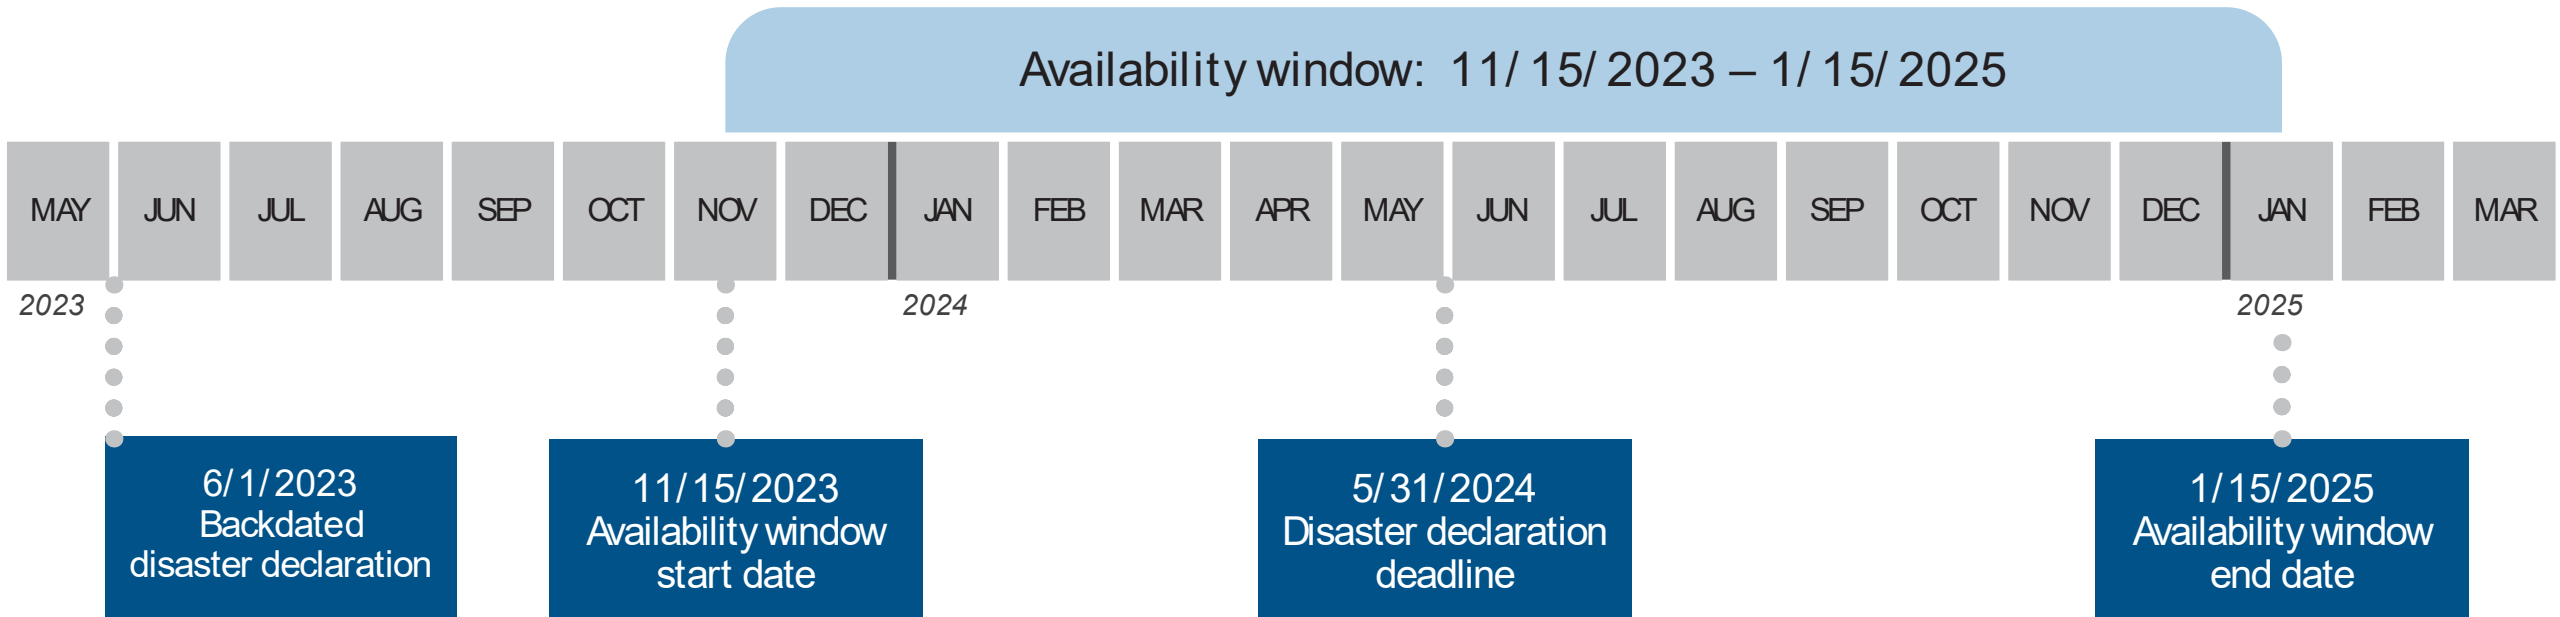 Availability window: 11/15/2023 – 1/15/2025
MAY JUN JUL AUG SEP OCT NOV DEC JAN FEB MAR APR MAY JUN JUL AUG SEP OCT NOV DEC JAN FEB MAR
2023 2024 2025
6/1/2023
Backdated
disaster declaration
11/15/2023
Availability window
start date
5/31/2024
Disaster declaration
deadline
1/15/2025
Availability window
end date